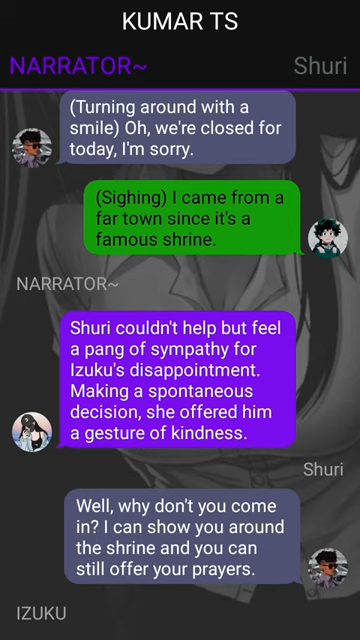 KUMAR TS
NARRATOR~ Shuri
(Turning around with a
smile) Oh, we're closed for
today, I'm sorry.
(Sighing) I came from a
far town since it's a
famous shrine.
NARRATOR~
Shuri couldn't help but feel
a pang of sympathy for
Izuku's disappointment.
Making a spontaneous
decision, she offered him
a gesture of kindness.
Shuri
Well, why don't you come
in? I can show you around
the shrine and you can
still offer your prayers.
IZUKU